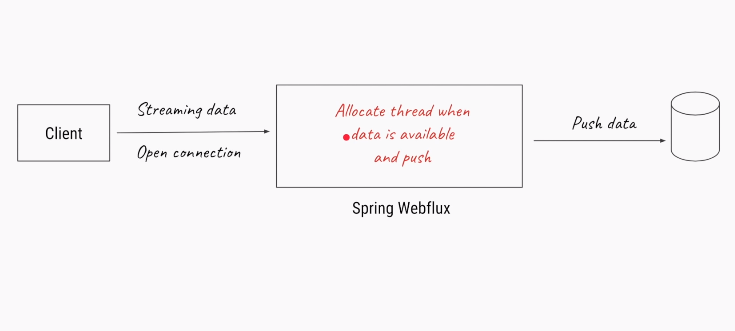 Client
Streaming data
Open connection
Allocate thread when
data is available
and push
Spring Webflux
Push data